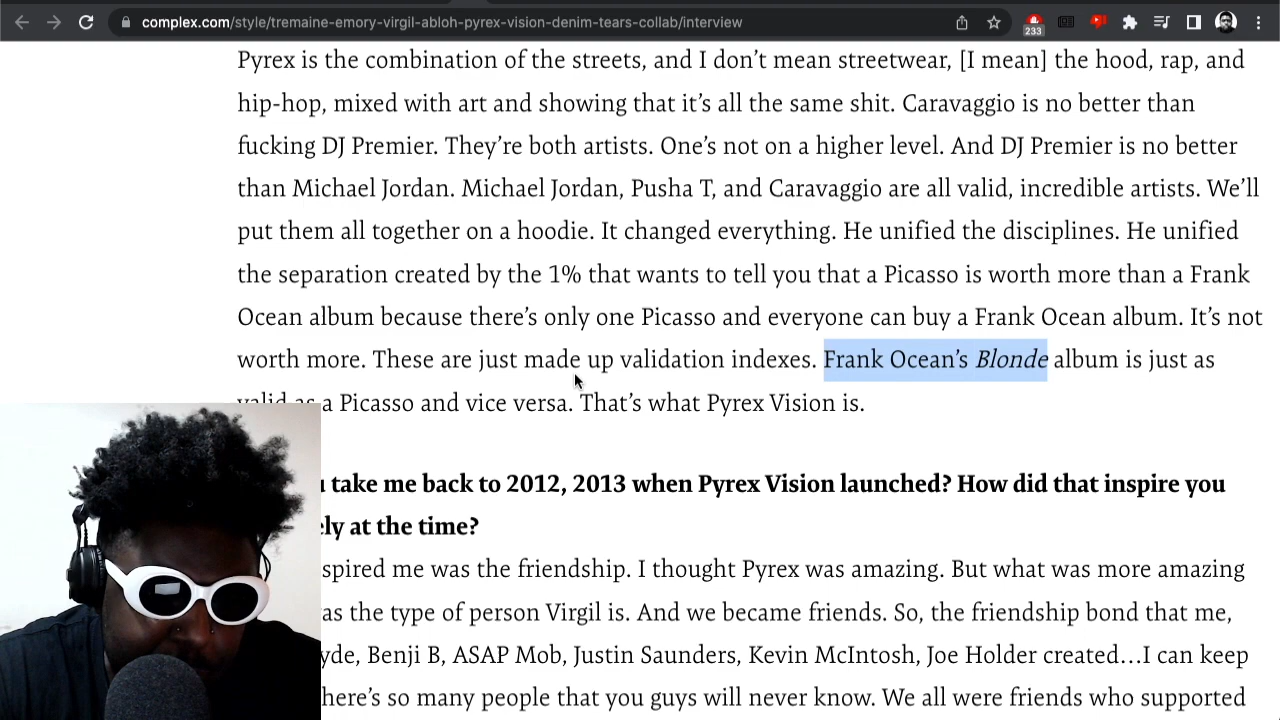 complex.com/style/tremaine-emory-virgil-abloh-pyrex-vision-denim-tears-collab/interview
233
Pyrex is the combination of the streets, and I don’t mean streetwear, [I mean] the hood, rap, and
hip-hop, mixed with art and showing that it’s all the same shit. Caravaggio is no better than
fucking DJ Premier. They’re both artists. One’s not on a higher level. And DJ Premier is no better
than Michael Jordan. Michael Jordan, Pusha T, and Caravaggio are all valid, incredible artists. We’ll
put them all together on a hoodie. It changed everything. He unified the disciplines. He unified
the separation created by the 1% that wants to tell you that a Picasso is worth more than a Frank
Ocean album because there’s only one Picasso and everyone can buy a Frank Ocean album. It’s not
worth more. These are just made up validation indexes. Frank Ocean’s Blonde album is just as
valid as a Picasso and vice versa. That’s what Pyrex Vision is.
take me back to 2012, 2013 when Pyrex Vision launched? How did that inspire you
ly at the time?
spired me was the friendship. I thought Pyrex was amazing. But what was more amazing
as the type of person Virgil is. And we became friends. So, the friendship bond that me,
yde, Benji B, ASAP Mob, Justin Saunders, Kevin McIntosh, Joe Holder created…I can keep
here’s so many people that you guys will never know. We all were friends who supported